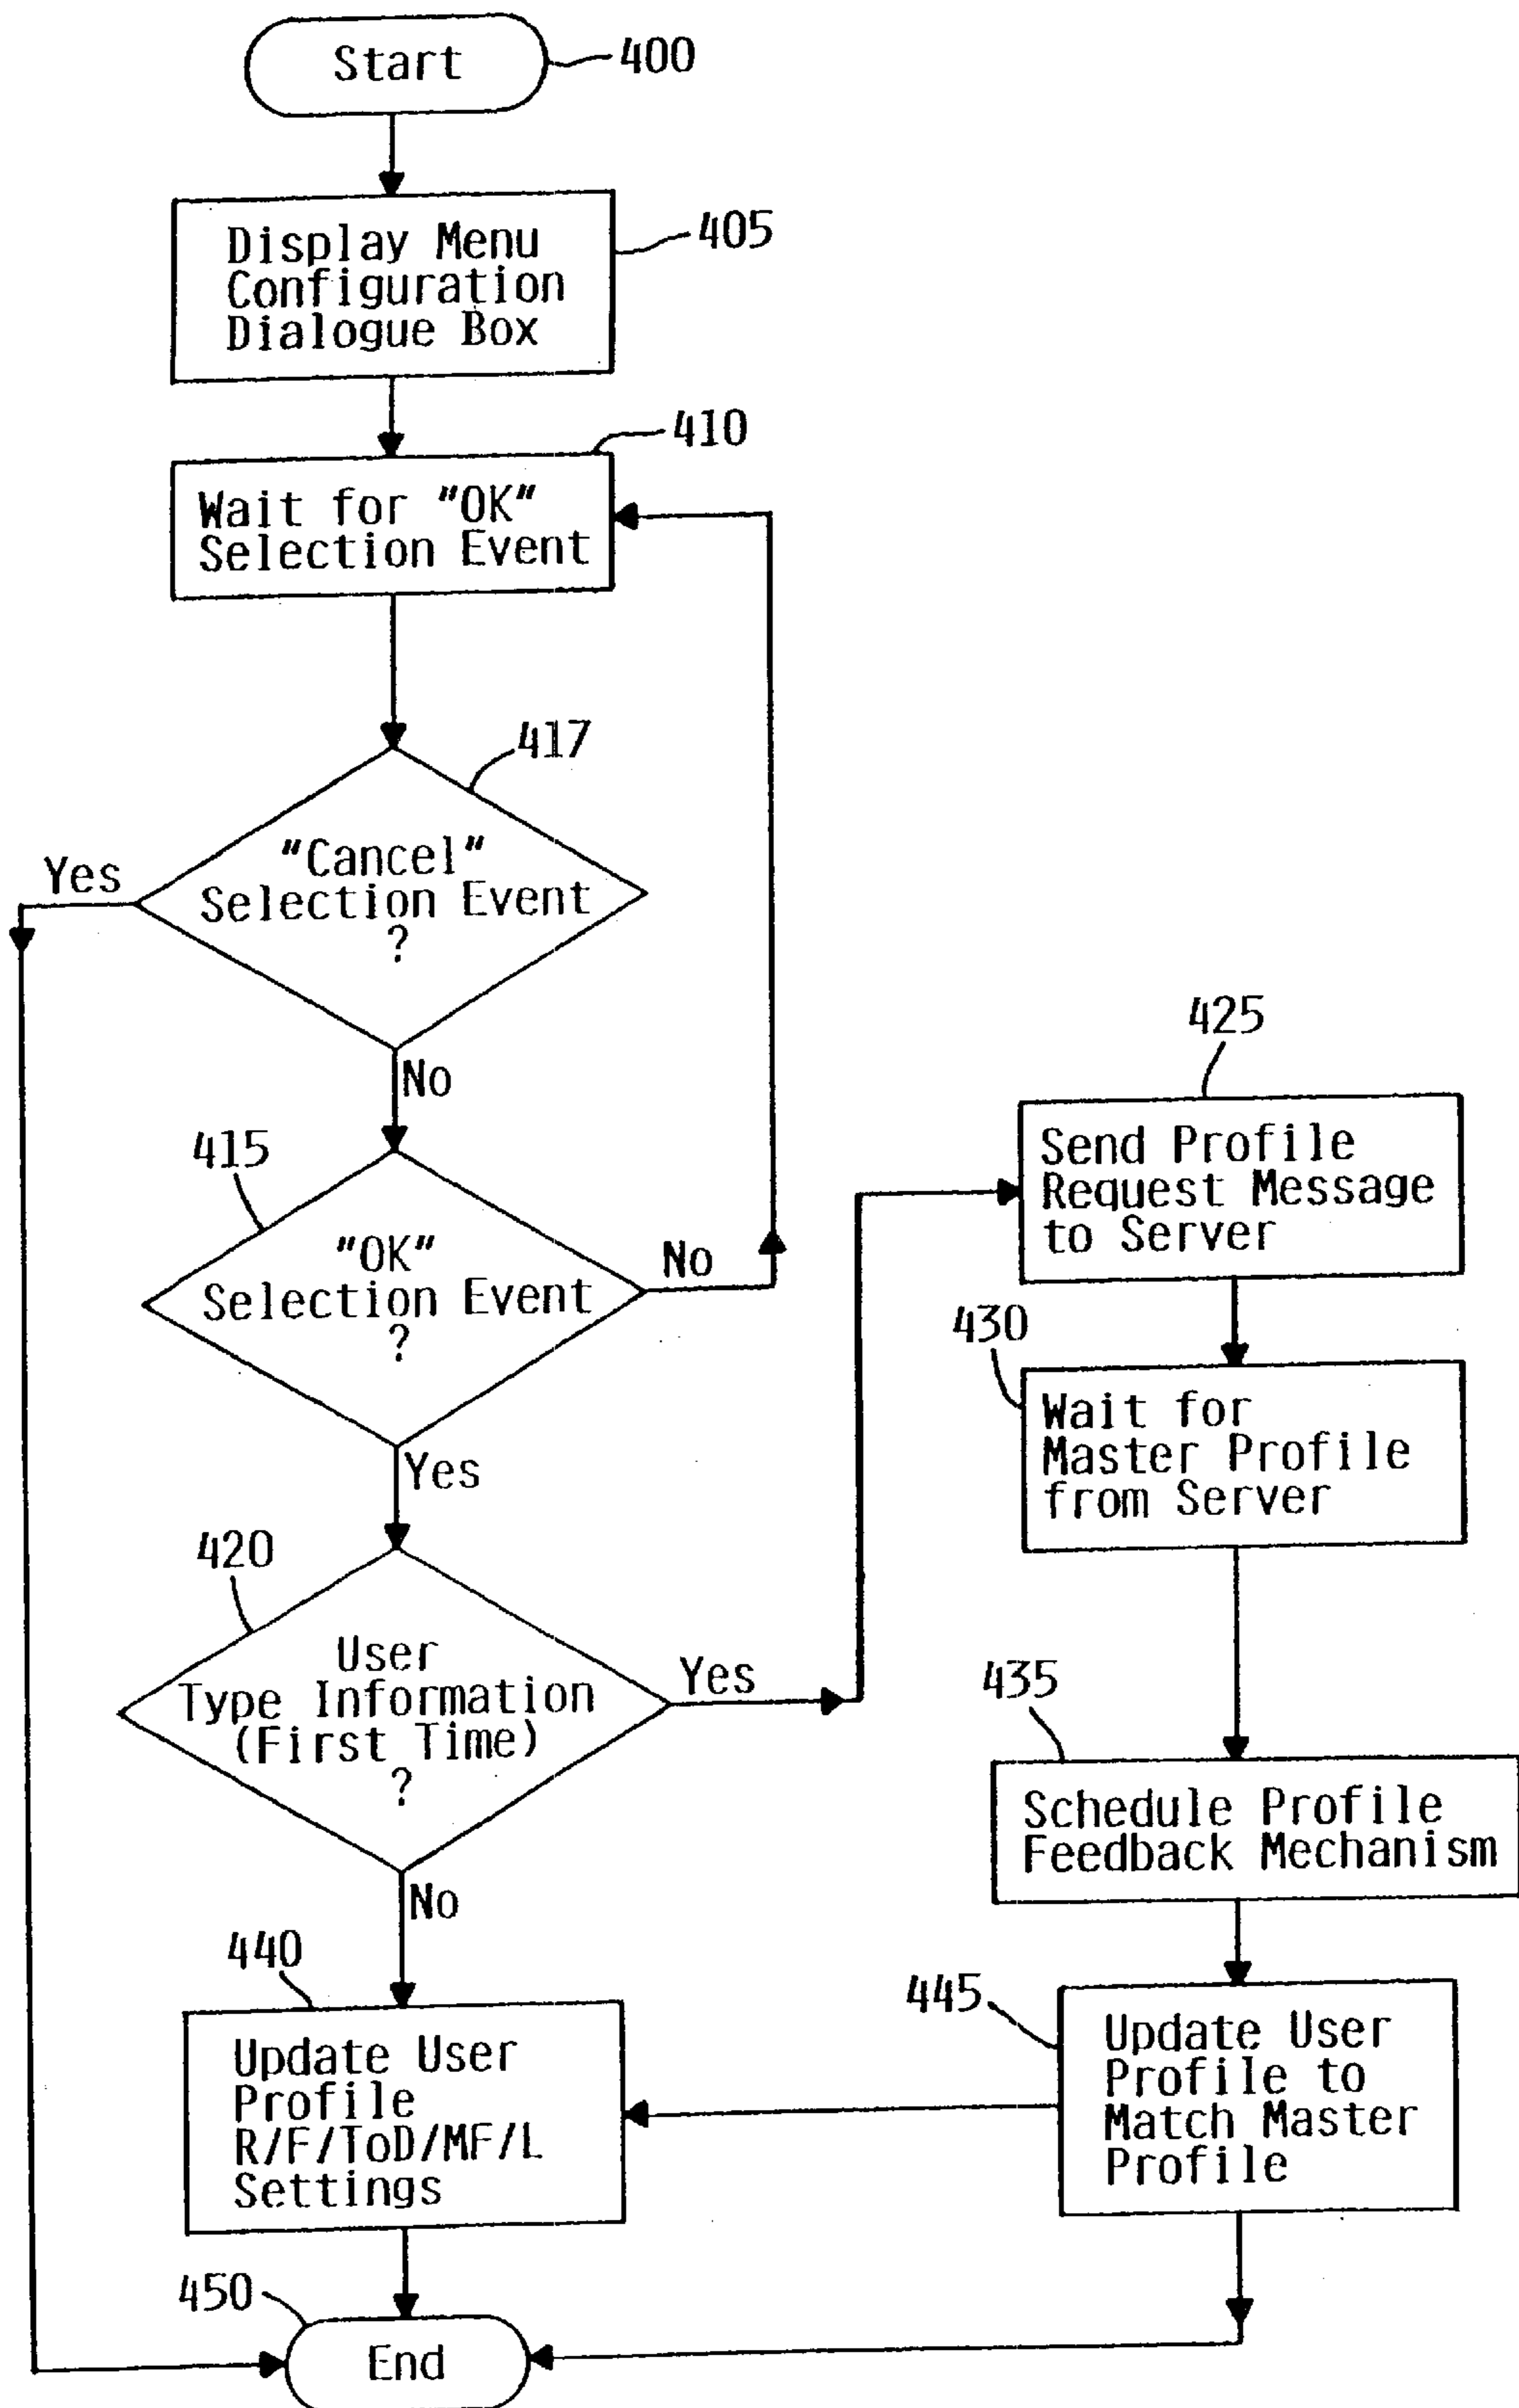 Start
400
Display Menu
Configuration
Dialogue Box
405
410
Wait for "OK"
Selection Event
417
"Cancel"
Selection Event
?
Yes
No
415
"OK"
Selection Event
?
No
Yes
420
User
Type Information
(First Time)
?
Yes
No
425
Send Profile
Request Message
to Server
430
Wait for
Master Profile
from Server
435
Schedule Profile
Feedback Mechanism
440
Update User
Profile
R/F/ToD/MF/L
Settings
445
Update User
Profile to
Match Master
Profile
450
End